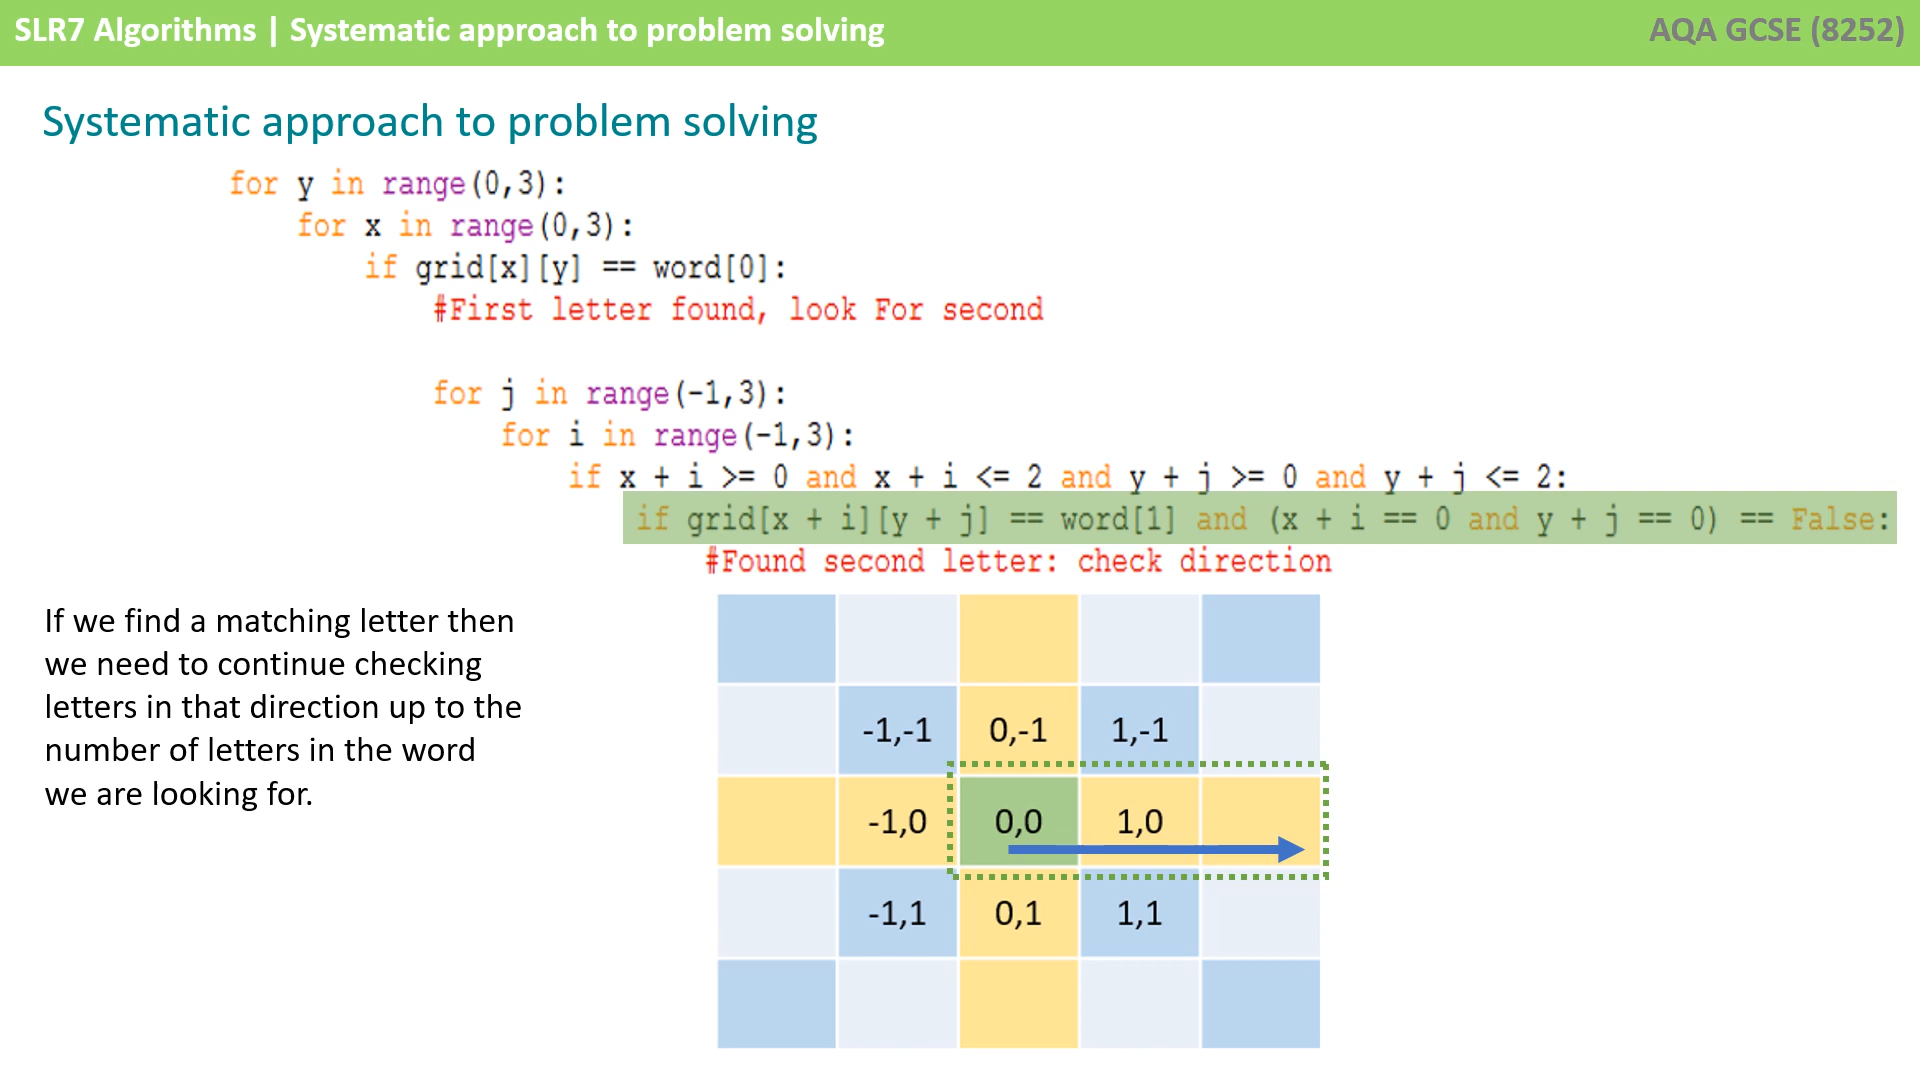 SLR7 Algorithms | Systematic approach to problem solving
AQA GCSE (8252)
Systematic approach to problem solving
for y in range(0,3):
for x in range(0,3):
if grid[x][y] == word[0]:
#First letter found, look For second
for j in range(-1,3):
for i in range(-1,3):
if x + i >= 0 and x + i <= 2 and y + j >= 0 and y + j <= 2:
if grid[x + i][y + j] == word[1] and (x + i == 0 and y + j == 0) == False:
#Found second letter: check direction
If we find a matching letter then
we need to continue checking
letters in that direction up to the
number of letters in the word
we are looking for.
-1,-1 0,-1 1,-1
-1,0 0,0 1,0
-1,1 0,1 1,1